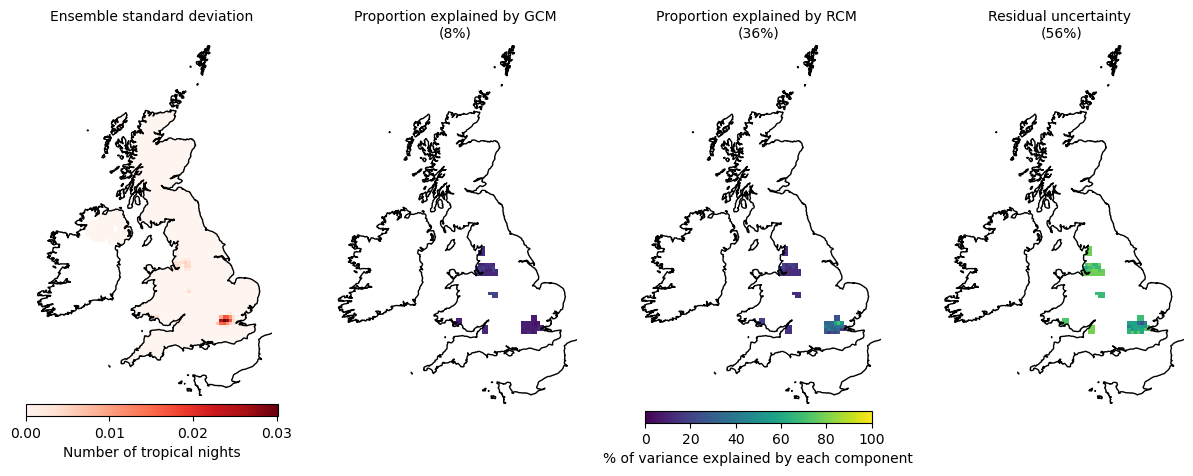 Ensemble standard deviation
Proportion explained by GCM
(8%)
Proportion explained by RCM
(36%)
Residual uncertainty
(56%)
0.00 0.01 0.02 0.03
Number of tropical nights
0 20 40 60 80 100
% of variance explained by each component